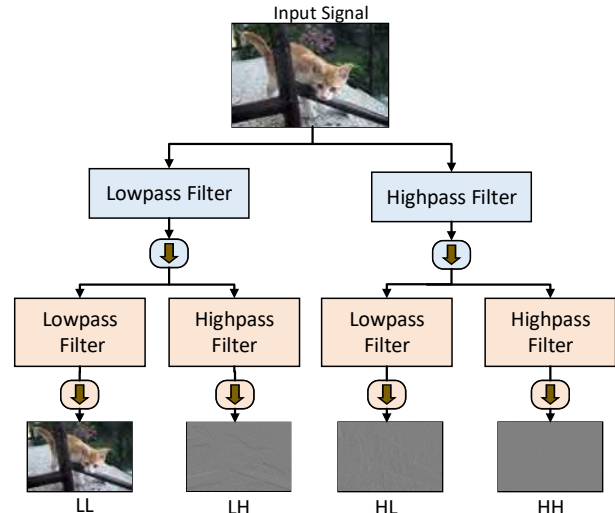 Input Signal
Lowpass Filter
Highpass Filter
Lowpass
Filter
Highpass
Filter
Lowpass
Filter
Highpass
Filter
LL
LH
HL
HH